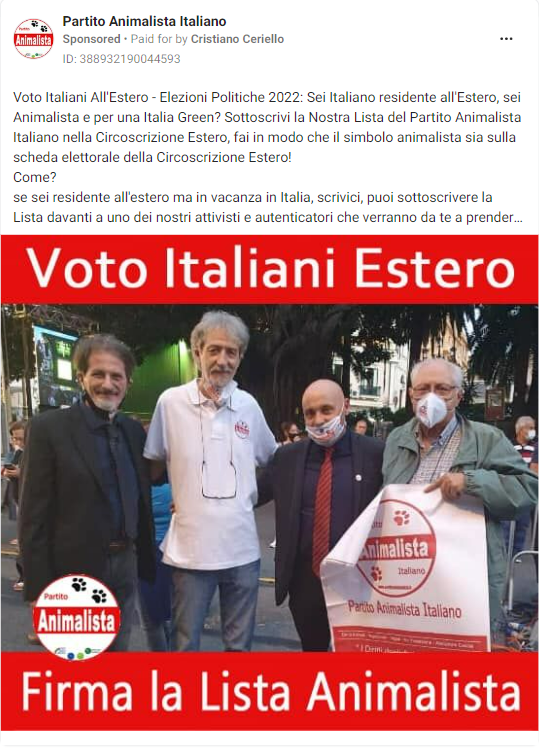 Partito Animalista Italiano
Sponsored • Paid for by Cristiano Ceriello
ID: 388932190044593
Voto Italiani All'Estero - Elezioni Politiche 2022: Sei Italiano residente all'Estero, sei
Animalista e per una Italia Green? Sottoscrivi la Nostra Lista del Partito Animalista
Italiano nella Circoscrizione Estero, fai in modo che il simbolo animalista sia sulla
scheda elettorale della Circoscrizione Estero!
Come?
se sei residente all'estero ma in vacanza in Italia, scrivici, puoi sottoscrivere la
Lista davanti a uno dei nostri attivisti e autenticatori che verranno da te a prender...
Voto Italiani Estero
Partito
Animalista
Italiano
Partito Animalista Italiano
Partito
Animalista
Firma la Lista Animalista